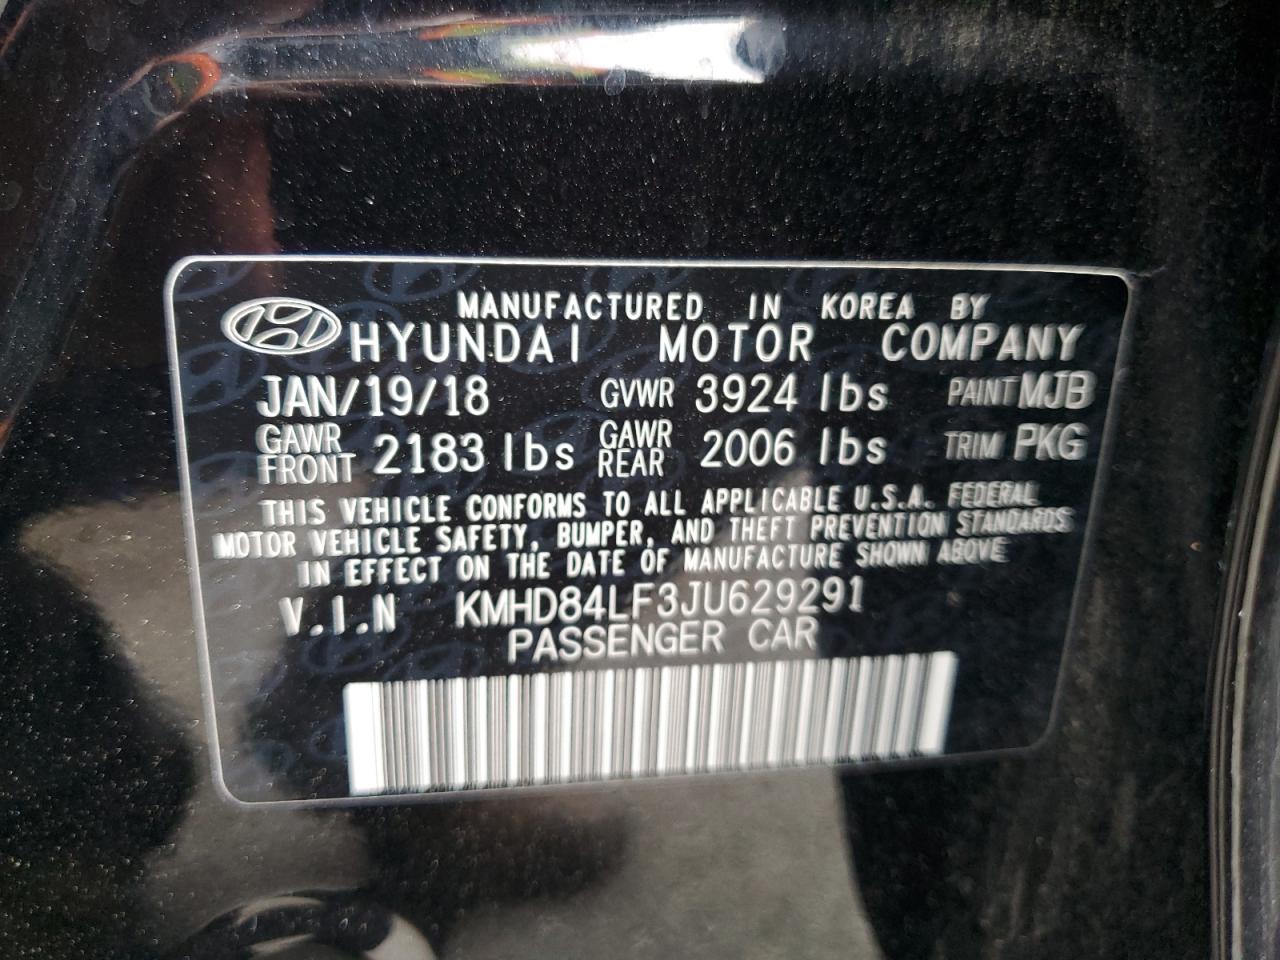 MANUFACTURED IN KOREA BY
HYUNDAI MOTOR COMPANY
JAN/19/18 GVWR 3924 lbs PAINT MJB
GAWR FRONT 2183 lbs GAWR REAR 2006 lbs TRIM PKG
THIS VEHICLE CONFORMS TO ALL APPLICABLE U.S.A. FEDERAL
MOTOR VEHICLE SAFETY, BUMPER, AND THEFT PREVENTION STANDARDS
IN EFFECT ON THE DATE OF MANUFACTURE SHOWN ABOVE
V.I.N KMHD84LF3JU629291
PASSENGER CAR